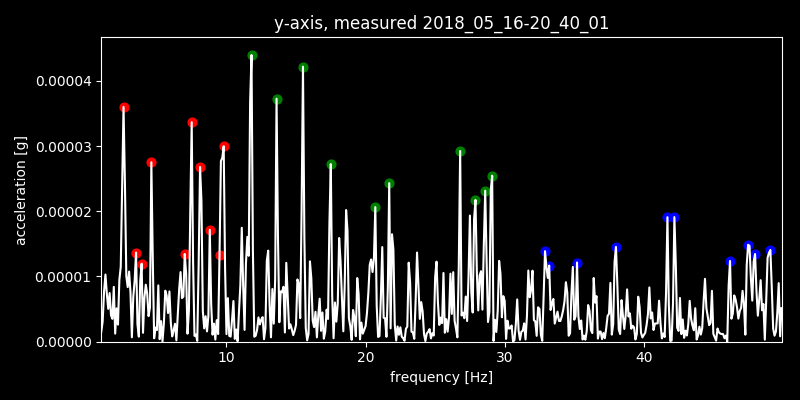 y-axis, measured 2018_05_16-20_40_01
0.00004
0.00003
0.00002
0.00001
0.00000
acceleration [g]
10 20 30 40
frequency [Hz]